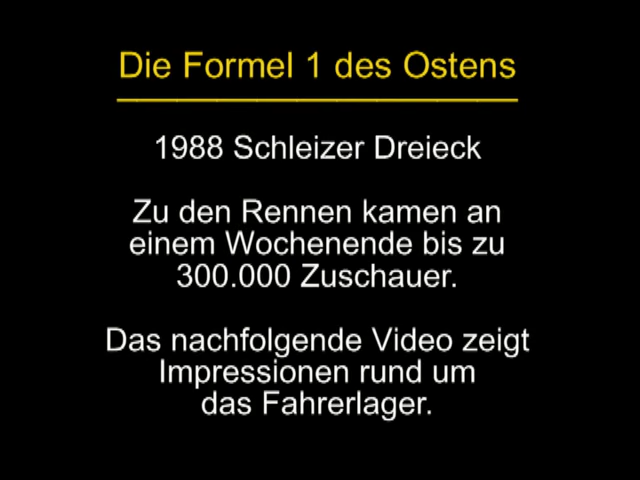 Die Formel 1 des Ostens
1988 Schleizer Dreieck
Zu den Rennen kamen an
einem Wochenende bis zu
300.000 Zuschauer.
Das nachfolgende Video zeigt
Impressionen rund um
das Fahrerlager.